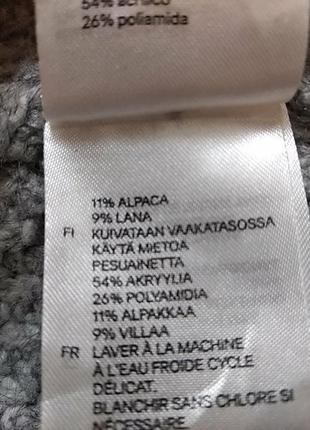 54% acrílico
26% poliamida
11% ALPACA
9% LANA
FI KUIVATAAN VAAKATASOSSA
KÄYTÄ MIETOA
PESUAINETTA
54% AKRYYLIA
26% POLYAMIDIA
11% ALPAKKAA
9% VILLAA
FR LAVER À LA MACHINE
À L'EAU FROIDE CYCLE
DÉLICAT.
BLANCHIR SANS CHLORE SI
NÉCESSAIRE